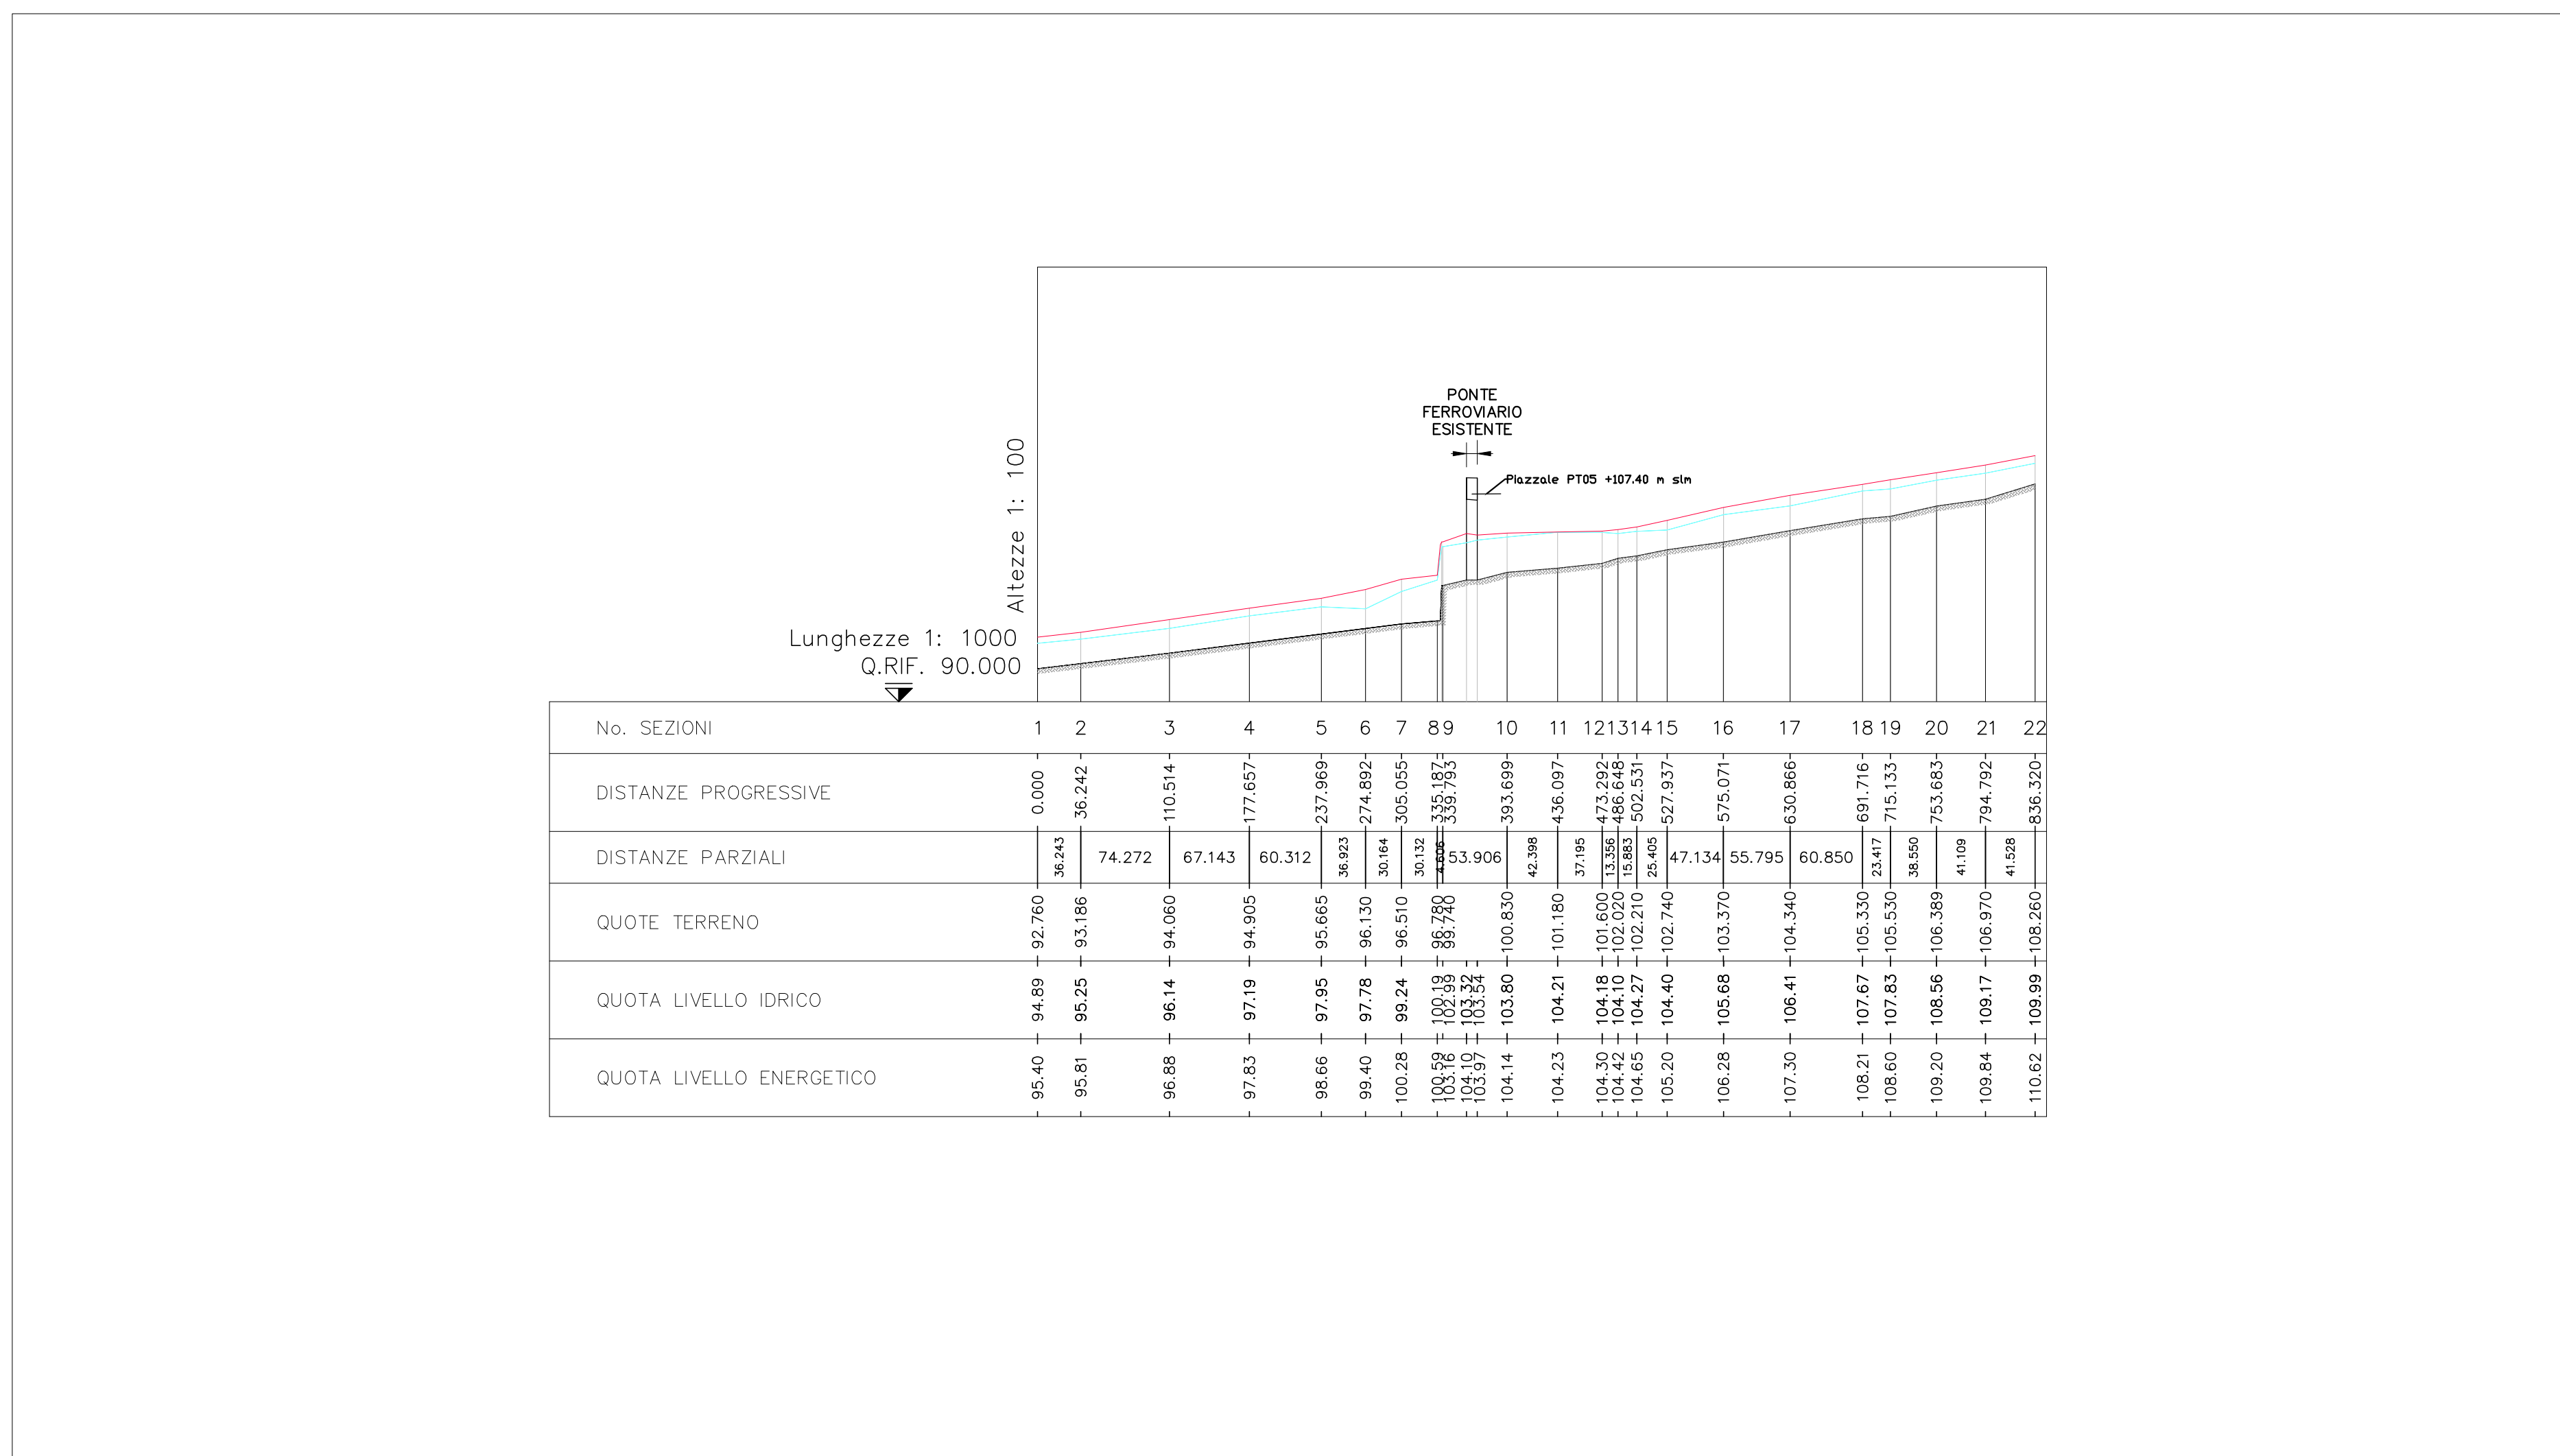 PONTE
FERROVIARIO
ESISTENTE
Piazzale PT05 +107.40 m slm
Altezze 1: 100
Lunghezze 1: 1000
Q.RIF. 90.000
No. SEZIONI 1 2 3 4 5 6 7 8 9 10 11 12 13 14 15 16 17 18 19 20 21 22
DISTANZE PROGRESSIVE 0.000 36.242 110.514 177.657 237.969 274.892 305.055 335.187 339.793 393.699 436.097 473.292 486.648 502.531 527.937 575.071 630.866 691.716 715.133 753.683 794.792 836.320
DISTANZE PARZIALI 36.243 74.272 67.143 60.312 36.923 30.164 30.132 4.606 53.906 42.398 37.195 13.356 15.883 25.405 47.134 55.795 60.850 23.417 38.550 41.109 41.528
QUOTE TERRENO 92.760 93.186 94.060 94.905 95.665 96.130 96.510 96.780 99.740 100.830 101.180 101.600 102.020 102.210 102.740 103.370 104.340 105.330 105.530 106.389 106.970 108.260
QUOTA LIVELLO IDRICO 94.89 95.25 96.14 97.19 97.95 97.78 99.24 100.19 102.99 103.32 103.54 103.80 104.21 104.18 104.10 104.27 104.40 105.68 106.41 107.67 107.83 108.56 109.17 109.99
QUOTA LIVELLO ENERGETICO 95.40 95.81 96.88 97.83 98.66 99.40 100.28 100.59 103.16 104.10 103.97 104.14 104.23 104.30 104.42 104.65 105.20 106.28 107.30 108.21 108.60 109.20 109.84 110.62